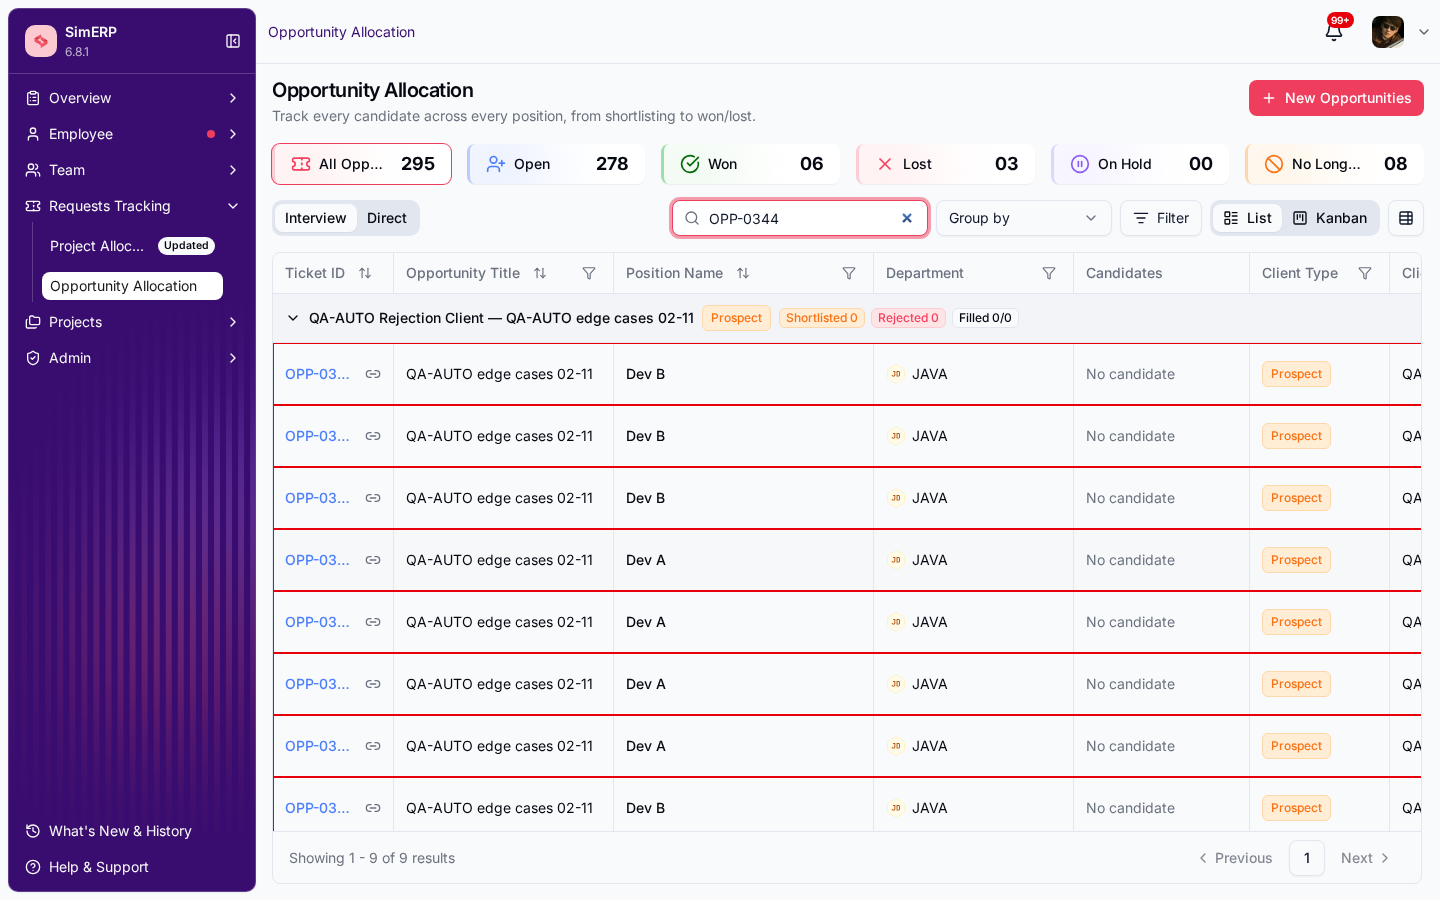 SimERP
6.8.1
Overview
Employee
Team
Requests Tracking
Project Alloc... Updated
Opportunity Allocation
Projects
Admin
What's New & History
Help & Support
Opportunity Allocation
99+
Opportunity Allocation
Track every candidate across every position, from shortlisting to won/lost.
New Opportunities
All Opp... 295
Open 278
Won 06
Lost 03
On Hold 00
No Long... 08
Interview Direct
OPP-0344
Group by
Filter
List Kanban
Ticket ID Opportunity Title Position Name Department Candidates Client Type Clie
QA-AUTO Rejection Client — QA-AUTO edge cases 02-11 Prospect Shortlisted 0 Rejected 0 Filled 0/0
OPP-03... QA-AUTO edge cases 02-11 Dev B JD JAVA No candidate Prospect QA
OPP-03... QA-AUTO edge cases 02-11 Dev B JD JAVA No candidate Prospect QA
OPP-03... QA-AUTO edge cases 02-11 Dev B JD JAVA No candidate Prospect QA
OPP-03... QA-AUTO edge cases 02-11 Dev A JD JAVA No candidate Prospect QA
OPP-03... QA-AUTO edge cases 02-11 Dev A JD JAVA No candidate Prospect QA
OPP-03... QA-AUTO edge cases 02-11 Dev A JD JAVA No candidate Prospect QA
OPP-03... QA-AUTO edge cases 02-11 Dev A JD JAVA No candidate Prospect QA
OPP-03... QA-AUTO edge cases 02-11 Dev B JD JAVA No candidate Prospect QA
Showing 1 - 9 of 9 results
Previous 1 Next